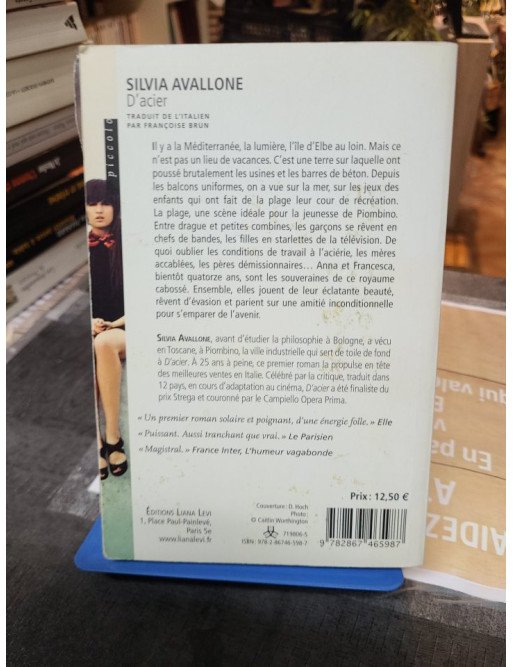 SILVIA AVALLONE
D'acier
TRADUIT DE L'ITALIEN
PAR FRANÇOISE BRUN
piccolo
Il y a la Méditerranée, la lumière, l'île d'Elbe au loin. Mais ce
n'est pas un lieu de vacances. C'est une terre sur laquelle ont
poussé brutalement les usines et les barres de béton. Depuis
les balcons uniformes, on a vue sur la mer, sur les jeux des
enfants qui ont fait de la plage leur cour de récréation.
La plage, une scène idéale pour la jeunesse de Piombino.
Entre drague et petites combines, les garçons se rêvent en
chefs de bandes, les filles en starlettes de la télévision. De
quoi oublier les conditions de travail à l'aciérie, les mères
accablées, les pères démissionnaires... Anna et Francesca,
bientôt quatorze ans, sont les souveraines de ce royaume
cabossé. Ensemble, elles jouent de leur éclatante beauté,
rêvent d'évasion et parient sur une amitié inconditionnelle
pour s'emparer de l'avenir.
SILVIA AVALLONE, avant d'étudier la philosophie à Bologne, a vécu
en Toscane, à Piombino, la ville industrielle qui sert de toile de fond
à D'acier. À 25 ans à peine, ce premier roman la propulse en tête
des meilleures ventes en Italie. Célébré par la critique, traduit dans
12 pays, en cours d'adaptation au cinéma, D'acier a été finaliste du
prix Strega et couronné par le Campiello Opera Prima.
« Un premier roman solaire et poignant, d'une énergie folle. » Elle
« Puissant. Aussi tranchant que vrai. » Le Parisien
« Magistral. » France Inter, L'humeur vagabonde
Prix : 12,50 €
ÉDITIONS LIANA LEVI
1, Place Paul-Painlevé,
Paris 5e
www.lianalevi.fr
Couverture : D. Hoch
Photo :
© Caitlin Worthington
719806-5
ISBN : 978-2-86746-598-7
9 782867 465987
qui val
En pa
AIDEZ